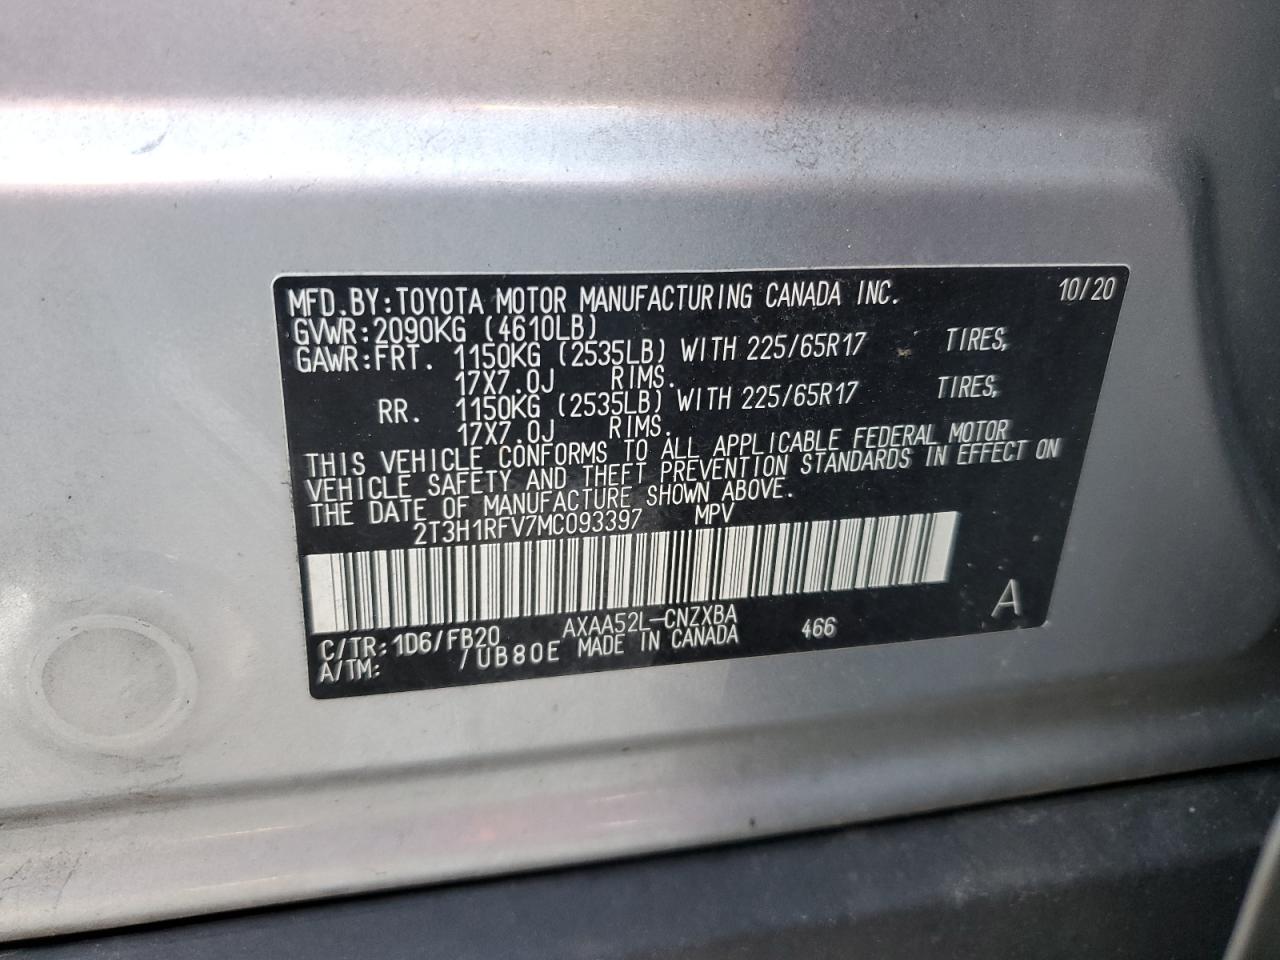 MFD.BY:TOYOTA MOTOR MANUFACTURING CANADA INC. 10/20
GVWR:2090KG (4610LB)
GAWR:FRT. 1150KG (2535LB) WITH 225/65R17 TIRES,
17X7.0J RIMS.
RR. 1150KG (2535LB) WITH 225/65R17 TIRES,
17X7.0J RIMS.
THIS VEHICLE CONFORMS TO ALL APPLICABLE FEDERAL MOTOR
VEHICLE SAFETY AND THEFT PREVENTION STANDARDS IN EFFECT ON
THE DATE OF MANUFACTURE SHOWN ABOVE.
2T3H1RFV7MC093397 MPV
C/TR:1D6/FB20 AXAA52L-CNZXBA 466 A
A/TM: /UB80E MADE IN CANADA